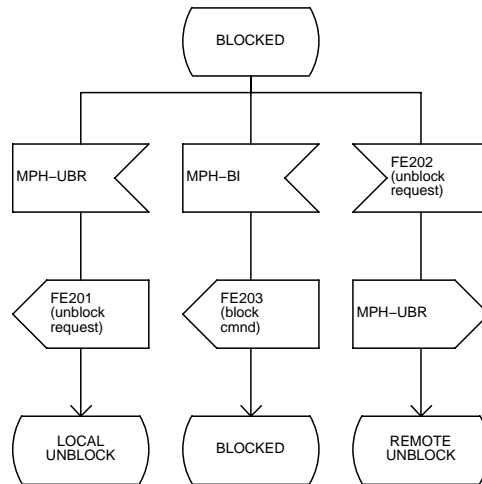 BLOCKED
MPH−UBR
MPH−BI
FE202
(unblock
request)
FE201
(unblock
request)
FE203
(block
cmnd)
MPH−UBR
LOCAL
UNBLOCK
BLOCKED
REMOTE
UNBLOCK